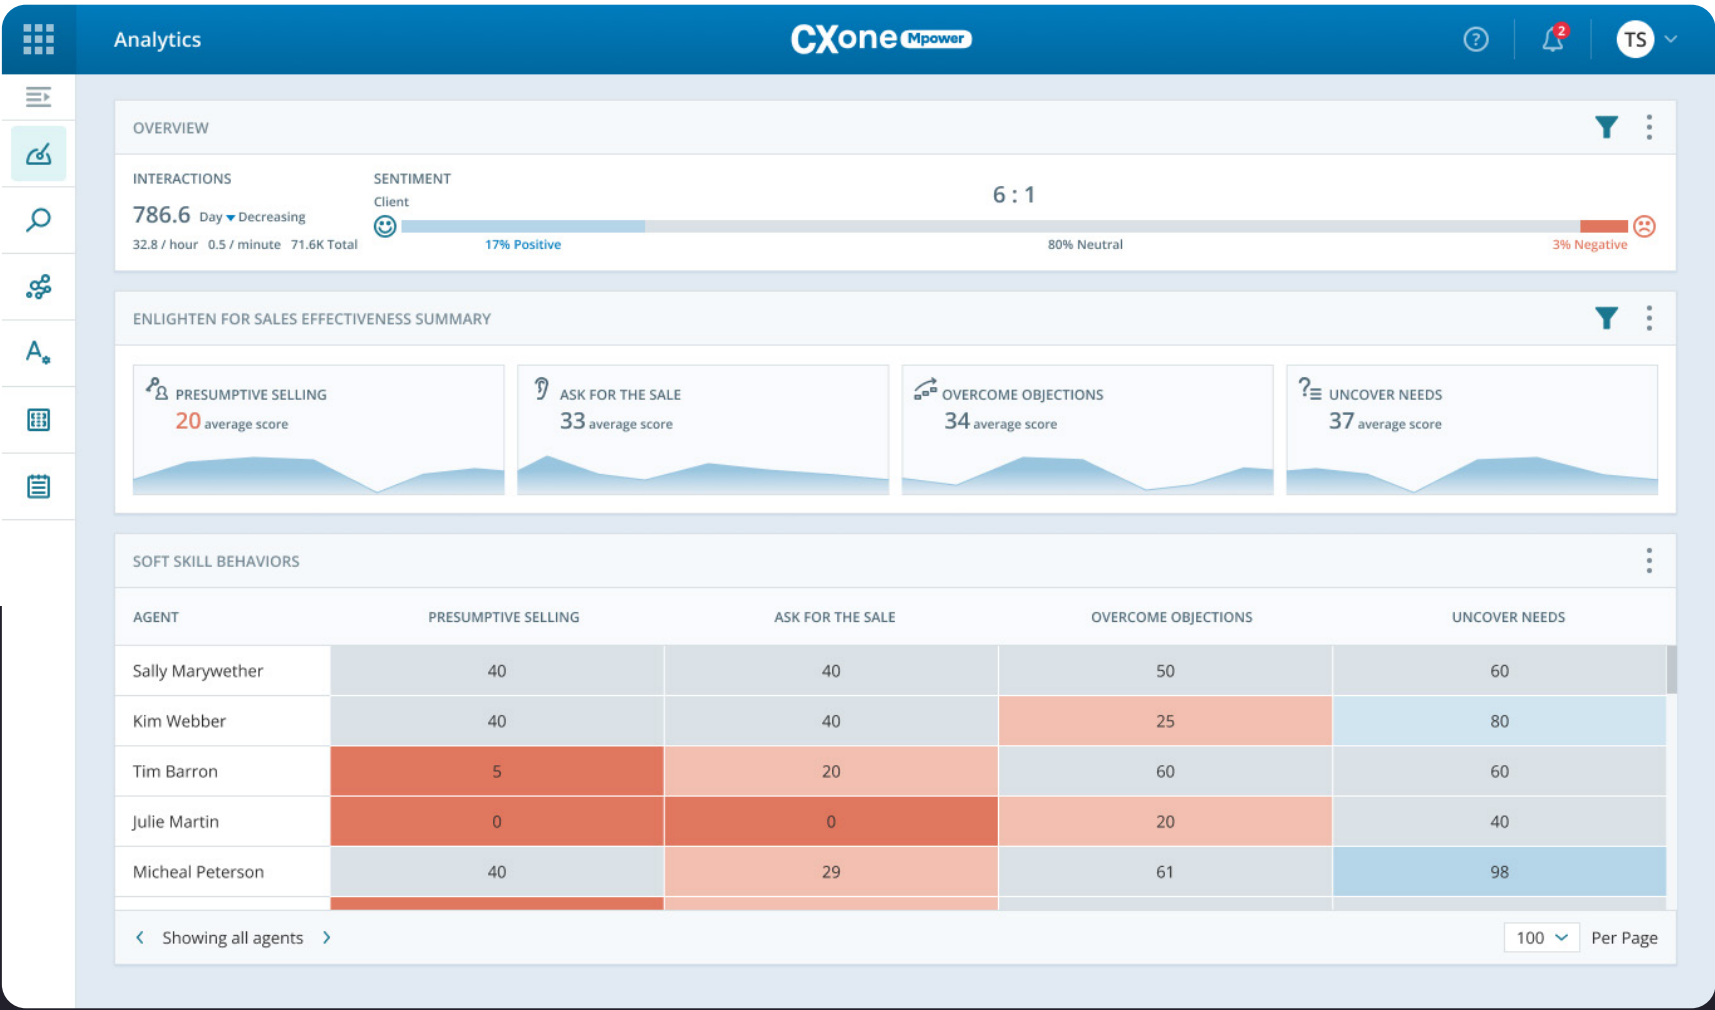 Analytics
CXone Mpower
?
2
TS
OVERVIEW
INTERACTIONS
786.6 Day Decreasing
32.8 / hour 0.5 / minute 71.6K Total
SENTIMENT
Client
6 : 1
17% Positive
80% Neutral
3% Negative
ENLIGHTEN FOR SALES EFFECTIVENESS SUMMARY
PRESUMPTIVE SELLING
20 average score
ASK FOR THE SALE
33 average score
OVERCOME OBJECTIONS
34 average score
UNCOVER NEEDS
37 average score
SOFT SKILL BEHAVIORS
AGENT PRESUMPTIVE SELLING ASK FOR THE SALE OVERCOME OBJECTIONS UNCOVER NEEDS
Sally Marywether 40 40 50 60
Kim Webber 40 40 25 80
Tim Barron 5 20 60 60
Julie Martin 0 0 20 40
Micheal Peterson 40 29 61 98
Showing all agents
100 Per Page